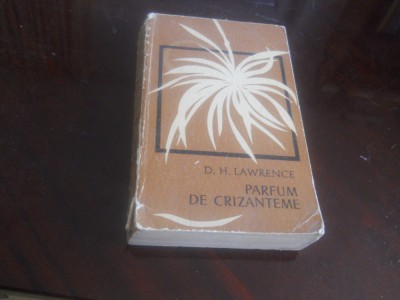 D. H. LAWRENCE
PARFUM
DE CRIZANTEME